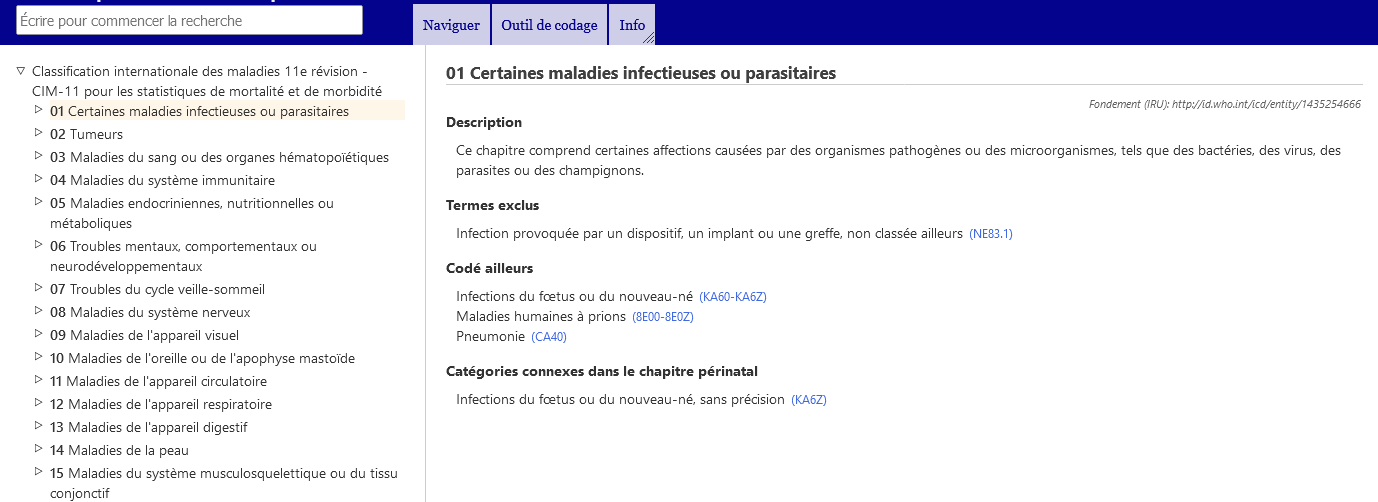 Écrire pour commencer la recherche
Naviguer
Outil de codage
Info
Classification internationale des maladies 11e révision -
CIM-11 pour les statistiques de mortalité et de morbidité
01 Certaines maladies infectieuses ou parasitaires
02 Tumeurs
03 Maladies du sang ou des organes hématopoïétiques
04 Maladies du système immunitaire
05 Maladies endocriniennes, nutritionnelles ou
métaboliques
06 Troubles mentaux, comportementaux ou
neurodéveloppementaux
07 Troubles du cycle veille-sommeil
08 Maladies du système nerveux
09 Maladies de l'appareil visuel
10 Maladies de l'oreille ou de l'apophyse mastoïde
11 Maladies de l'appareil circulatoire
12 Maladies de l'appareil respiratoire
13 Maladies de l'appareil digestif
14 Maladies de la peau
15 Maladies du système musculosquelettique ou du tissu
conjonctif
01 Certaines maladies infectieuses ou parasitaires
Fondement (IRU): http://id.who.int/icd/entity/1435254666
Description
Ce chapitre comprend certaines affections causées par des organismes pathogènes ou des microorganismes, tels que des bactéries, des virus, des
parasites ou des champignons.
Termes exclus
Infection provoquée par un dispositif, un implant ou une greffe, non classée ailleurs (NE83.1)
Codé ailleurs
Infections du fœtus ou du nouveau-né (KA60-KA6Z)
Maladies humaines à prions (8E00-8E0Z)
Pneumonie (CA40)
Catégories connexes dans le chapitre périnatal
Infections du fœtus ou du nouveau-né, sans précision (KA6Z)